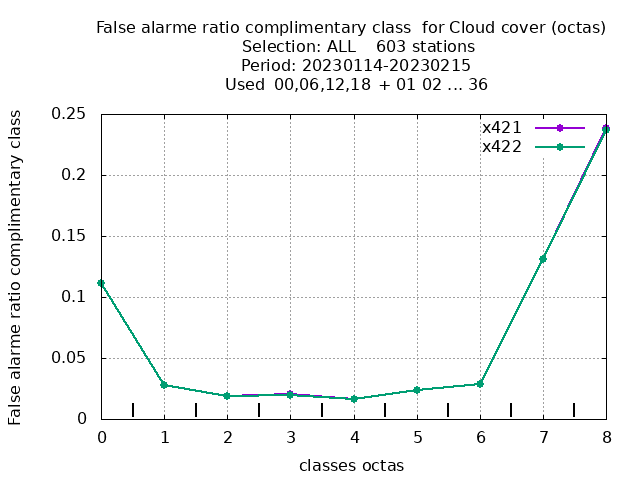 False alarme ratio complimentary class  for Cloud cover (octas)
Selection: ALL    603 stations
Period: 20230114-20230215
Used  00,06,12,18 + 01 02 ... 36
x421
x422
False alarme ratio complimentary class
0.25
0.2
0.15
0.1
0.05
0
0 1 2 3 4 5 6 7 8
classes octas